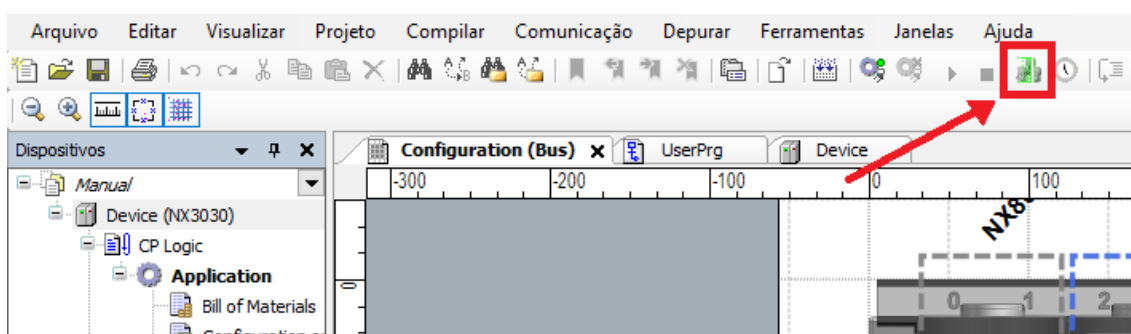 Arquivo Editar Visualizar Projeto Compilar Comunicação Depurar Ferramentas Janelas Ajuda
Dispositivos
Configuration (Bus) UserPrg Device
Manual
-300 -200 -100 0 100
Device (NX3030)
CP Logic
Application
Bill of Materials
0
0 1 2